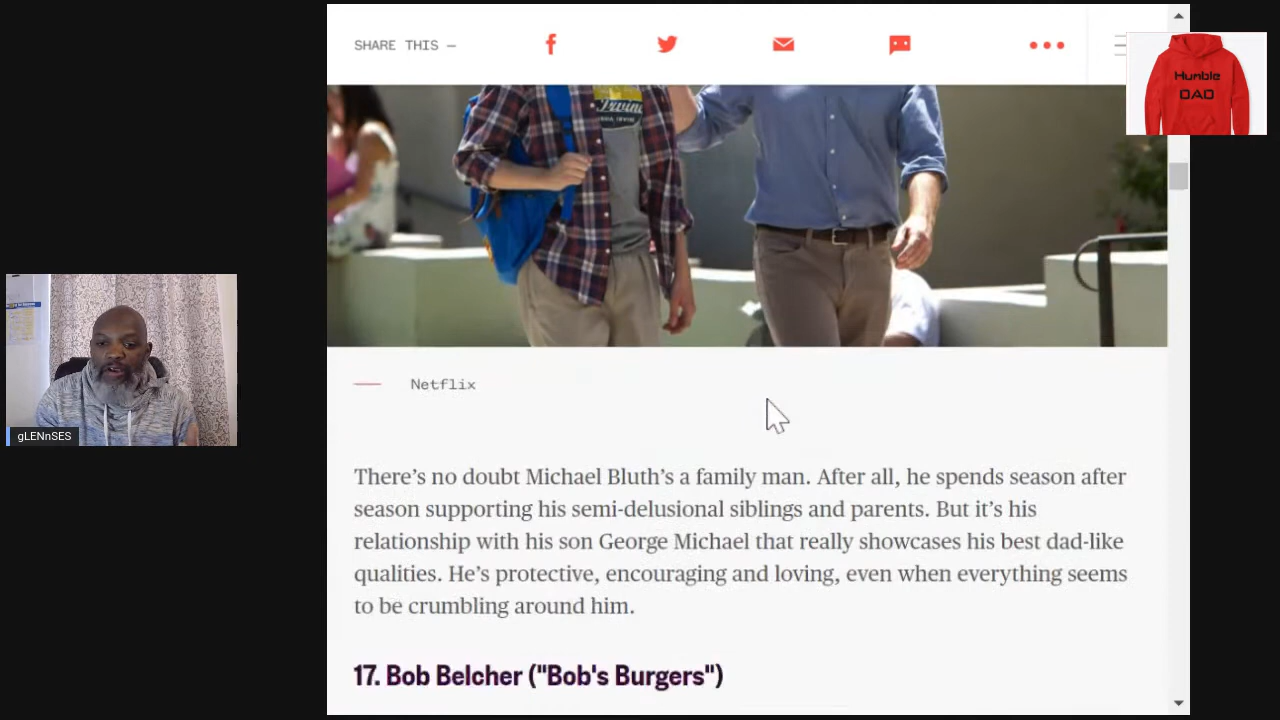 SHARE THIS —
Humble
DAD
Irvine
Netflix
gLENnSES
There's no doubt Michael Bluth's a family man. After all, he spends season after
season supporting his semi-delusional siblings and parents. But it's his
relationship with his son George Michael that really showcases his best dad-like
qualities. He's protective, encouraging and loving, even when everything seems
to be crumbling around him.
17. Bob Belcher ("Bob's Burgers")